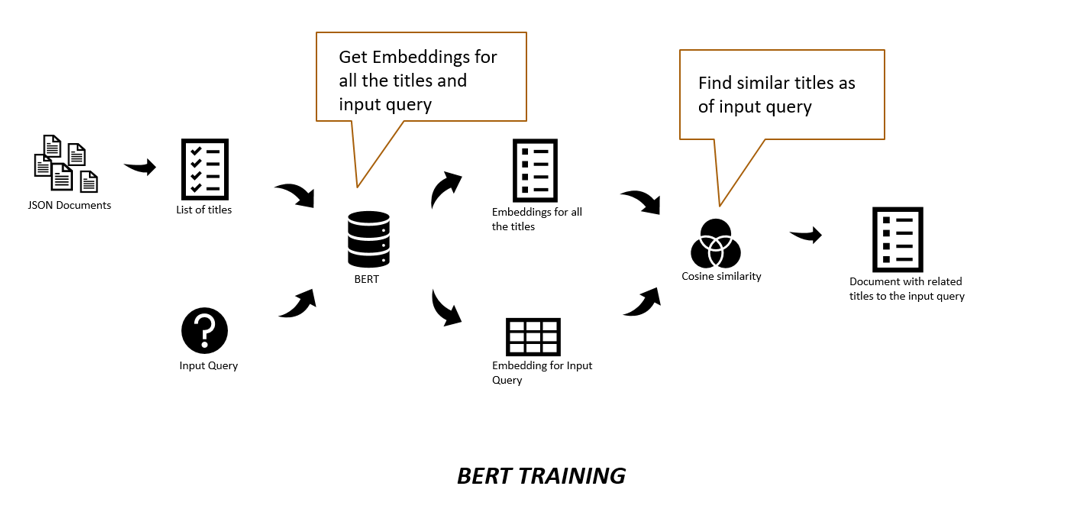 Get Embeddings for
all the titles and
input query
Find similar titles as
of input query
JSON Documents
List of titles
BERT
Input Query
Embeddings for all
the titles
Embedding for Input
Query
Cosine similarity
Document with related
titles to the input query
BERT TRAINING